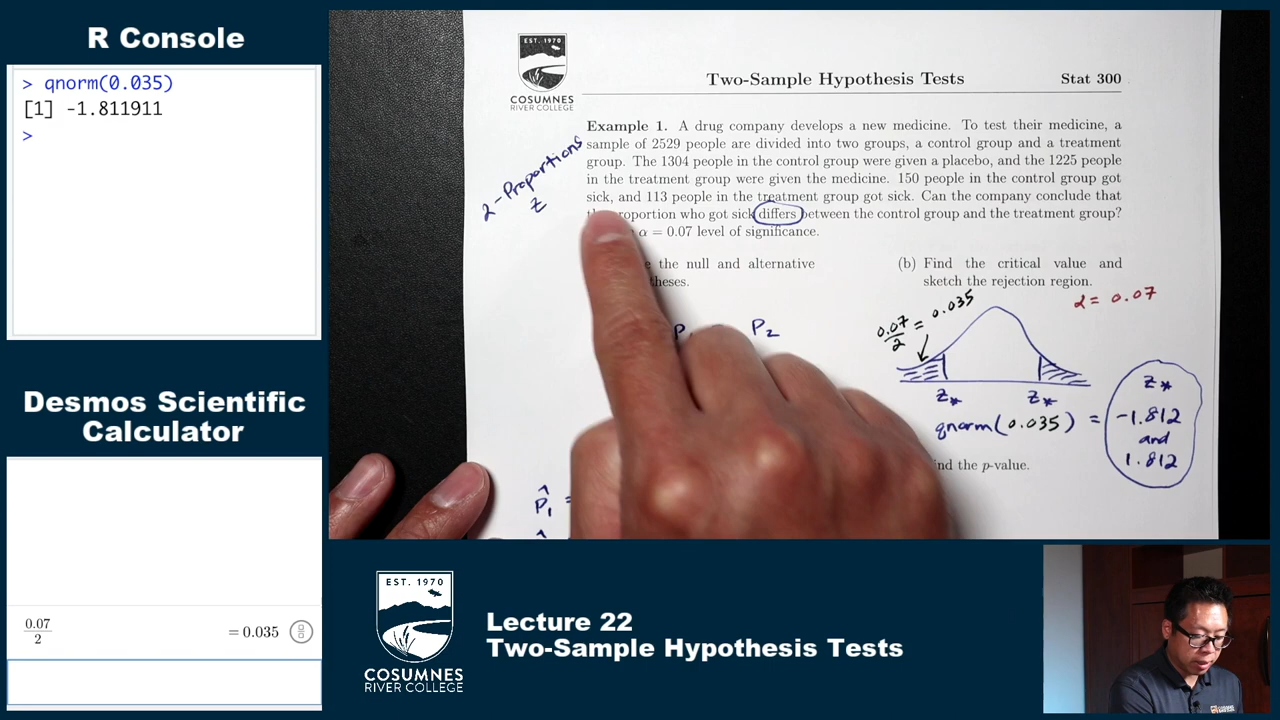 R Console
> qnorm(0.035)
[1] -1.811911
>
Desmos Scientific
Calculator
0.07
2
= 0.035
EST. 1970
COSUMNES
RIVER COLLEGE
Two-Sample Hypothesis Tests
Stat 300
Example 1. A drug company develops a new medicine. To test their medicine, a
sample of 2529 people are divided into two groups, a control group and a treatment
group. The 1304 people in the control group were given a placebo, and the 1225 people
in the treatment group were given the medicine. 150 people in the control group got
sick, and 113 people in the treatment group got sick. Can the company conclude that
proportion who got sick differs between the control group and the treatment group?
α = 0.07 level of significance.
2-Proportions
Z
the null and alternative
(b) Find the critical value and
sketch the rejection region.
α = 0.07
0.07/2 = 0.035
P₂
z* z*
qnorm(0.035) =
z*
-1.812
and
1.812
p̂₁ =
the p-value.
EST. 1970
COSUMNES
RIVER COLLEGE
Lecture 22
Two-Sample Hypothesis Tests